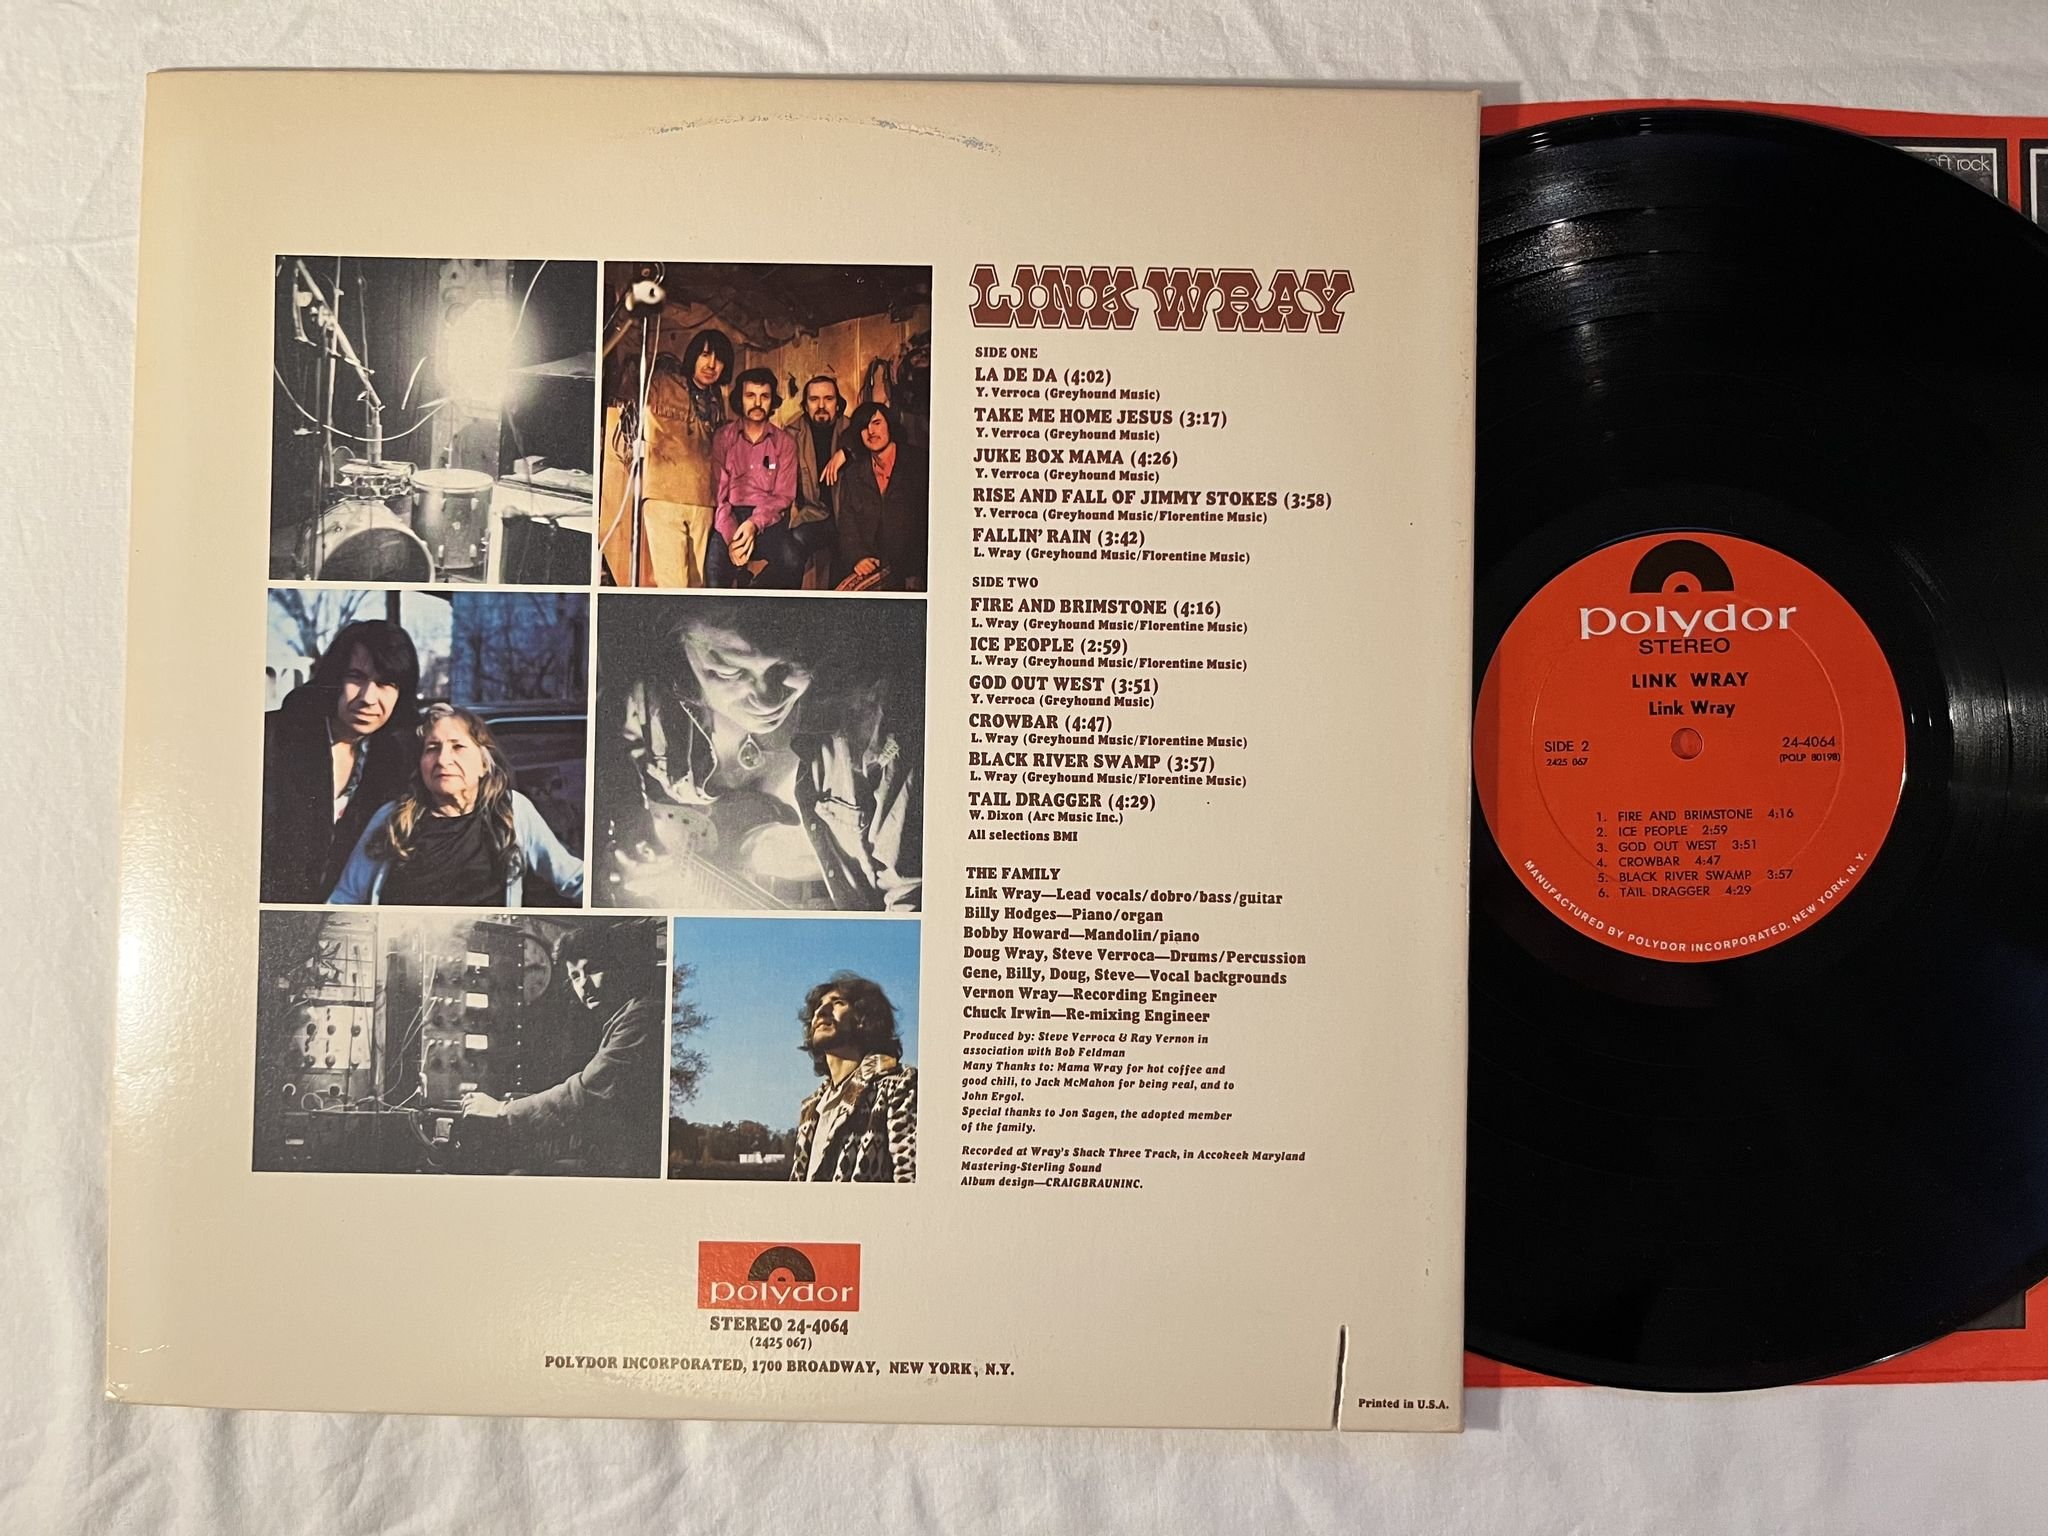 LINK WRAY
SIDE ONE
LA DE DA (4:02)
Y. Verroca (Greyhound Music)
TAKE ME HOME JESUS (3:17)
Y. Verroca (Greyhound Music)
JUKE BOX MAMA (4:26)
Y. Verroca (Greyhound Music)
RISE AND FALL OF JIMMY STOKES (3:58)
Y. Verroca (Greyhound Music/Florentine Music)
FALLIN' RAIN (3:42)
L. Wray (Greyhound Music/Florentine Music)
SIDE TWO
FIRE AND BRIMSTONE (4:16)
L. Wray (Greyhound Music/Florentine Music)
ICE PEOPLE (2:59)
L. Wray (Greyhound Music/Florentine Music)
GOD OUT WEST (3:51)
Y. Verroca (Greyhound Music)
CROWBAR (4:47)
L. Wray (Greyhound Music/Florentine Music)
BLACK RIVER SWAMP (3:57)
L. Wray (Greyhound Music/Florentine Music)
TAIL DRAGGER (4:29)
W. Dixon (Arc Music Inc.)
All selections BMI
THE FAMILY
Link Wray—Lead vocals/dobro/bass/guitar
Billy Hodges—Piano/organ
Bobby Howard—Mandolin/piano
Doug Wray, Steve Verroca—Drums/Percussion
Gene, Billy, Doug, Steve—Vocal backgrounds
Vernon Wray—Recording Engineer
Chuck Irwin—Re-mixing Engineer
Produced by: Steve Verroca & Ray Vernon in
association with Bob Feldman
Many Thanks to: Mama Wray for hot coffee and
good chili, to Jack McMahon for being real, and to
John Ergol.
Special thanks to Jon Sagen, the adopted member
of the family.
Recorded at Wray's Shack Three Track, in Accokeek Maryland
Mastering-Sterling Sound
Album design—CRAIGBRAUNINC.
polydor
STEREO 24-4064
(2425 067)
POLYDOR INCORPORATED, 1700 BROADWAY, NEW YORK, N.Y.
Printed in U.S.A.
soft rock
polydor
STEREO
LINK WRAY
Link Wray
SIDE 2
2425 067
24-4064
(POLP 80198)
1. FIRE AND BRIMSTONE 4:16
2. ICE PEOPLE 2:59
3. GOD OUT WEST 3:51
4. CROWBAR 4:47
5. BLACK RIVER SWAMP 3:57
6. TAIL DRAGGER 4:29
MANUFACTURED BY POLYDOR INCORPORATED, NEW YORK, N.Y.